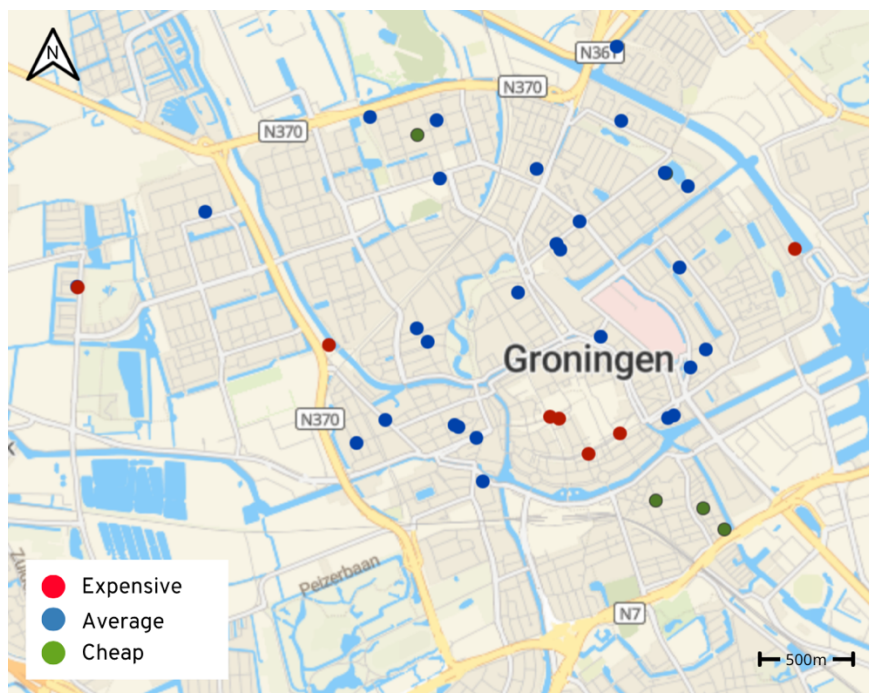 N
N361
N370
N370
Groningen
N370
Pelzerbaan
N7
Expensive
Average
Cheap
500m